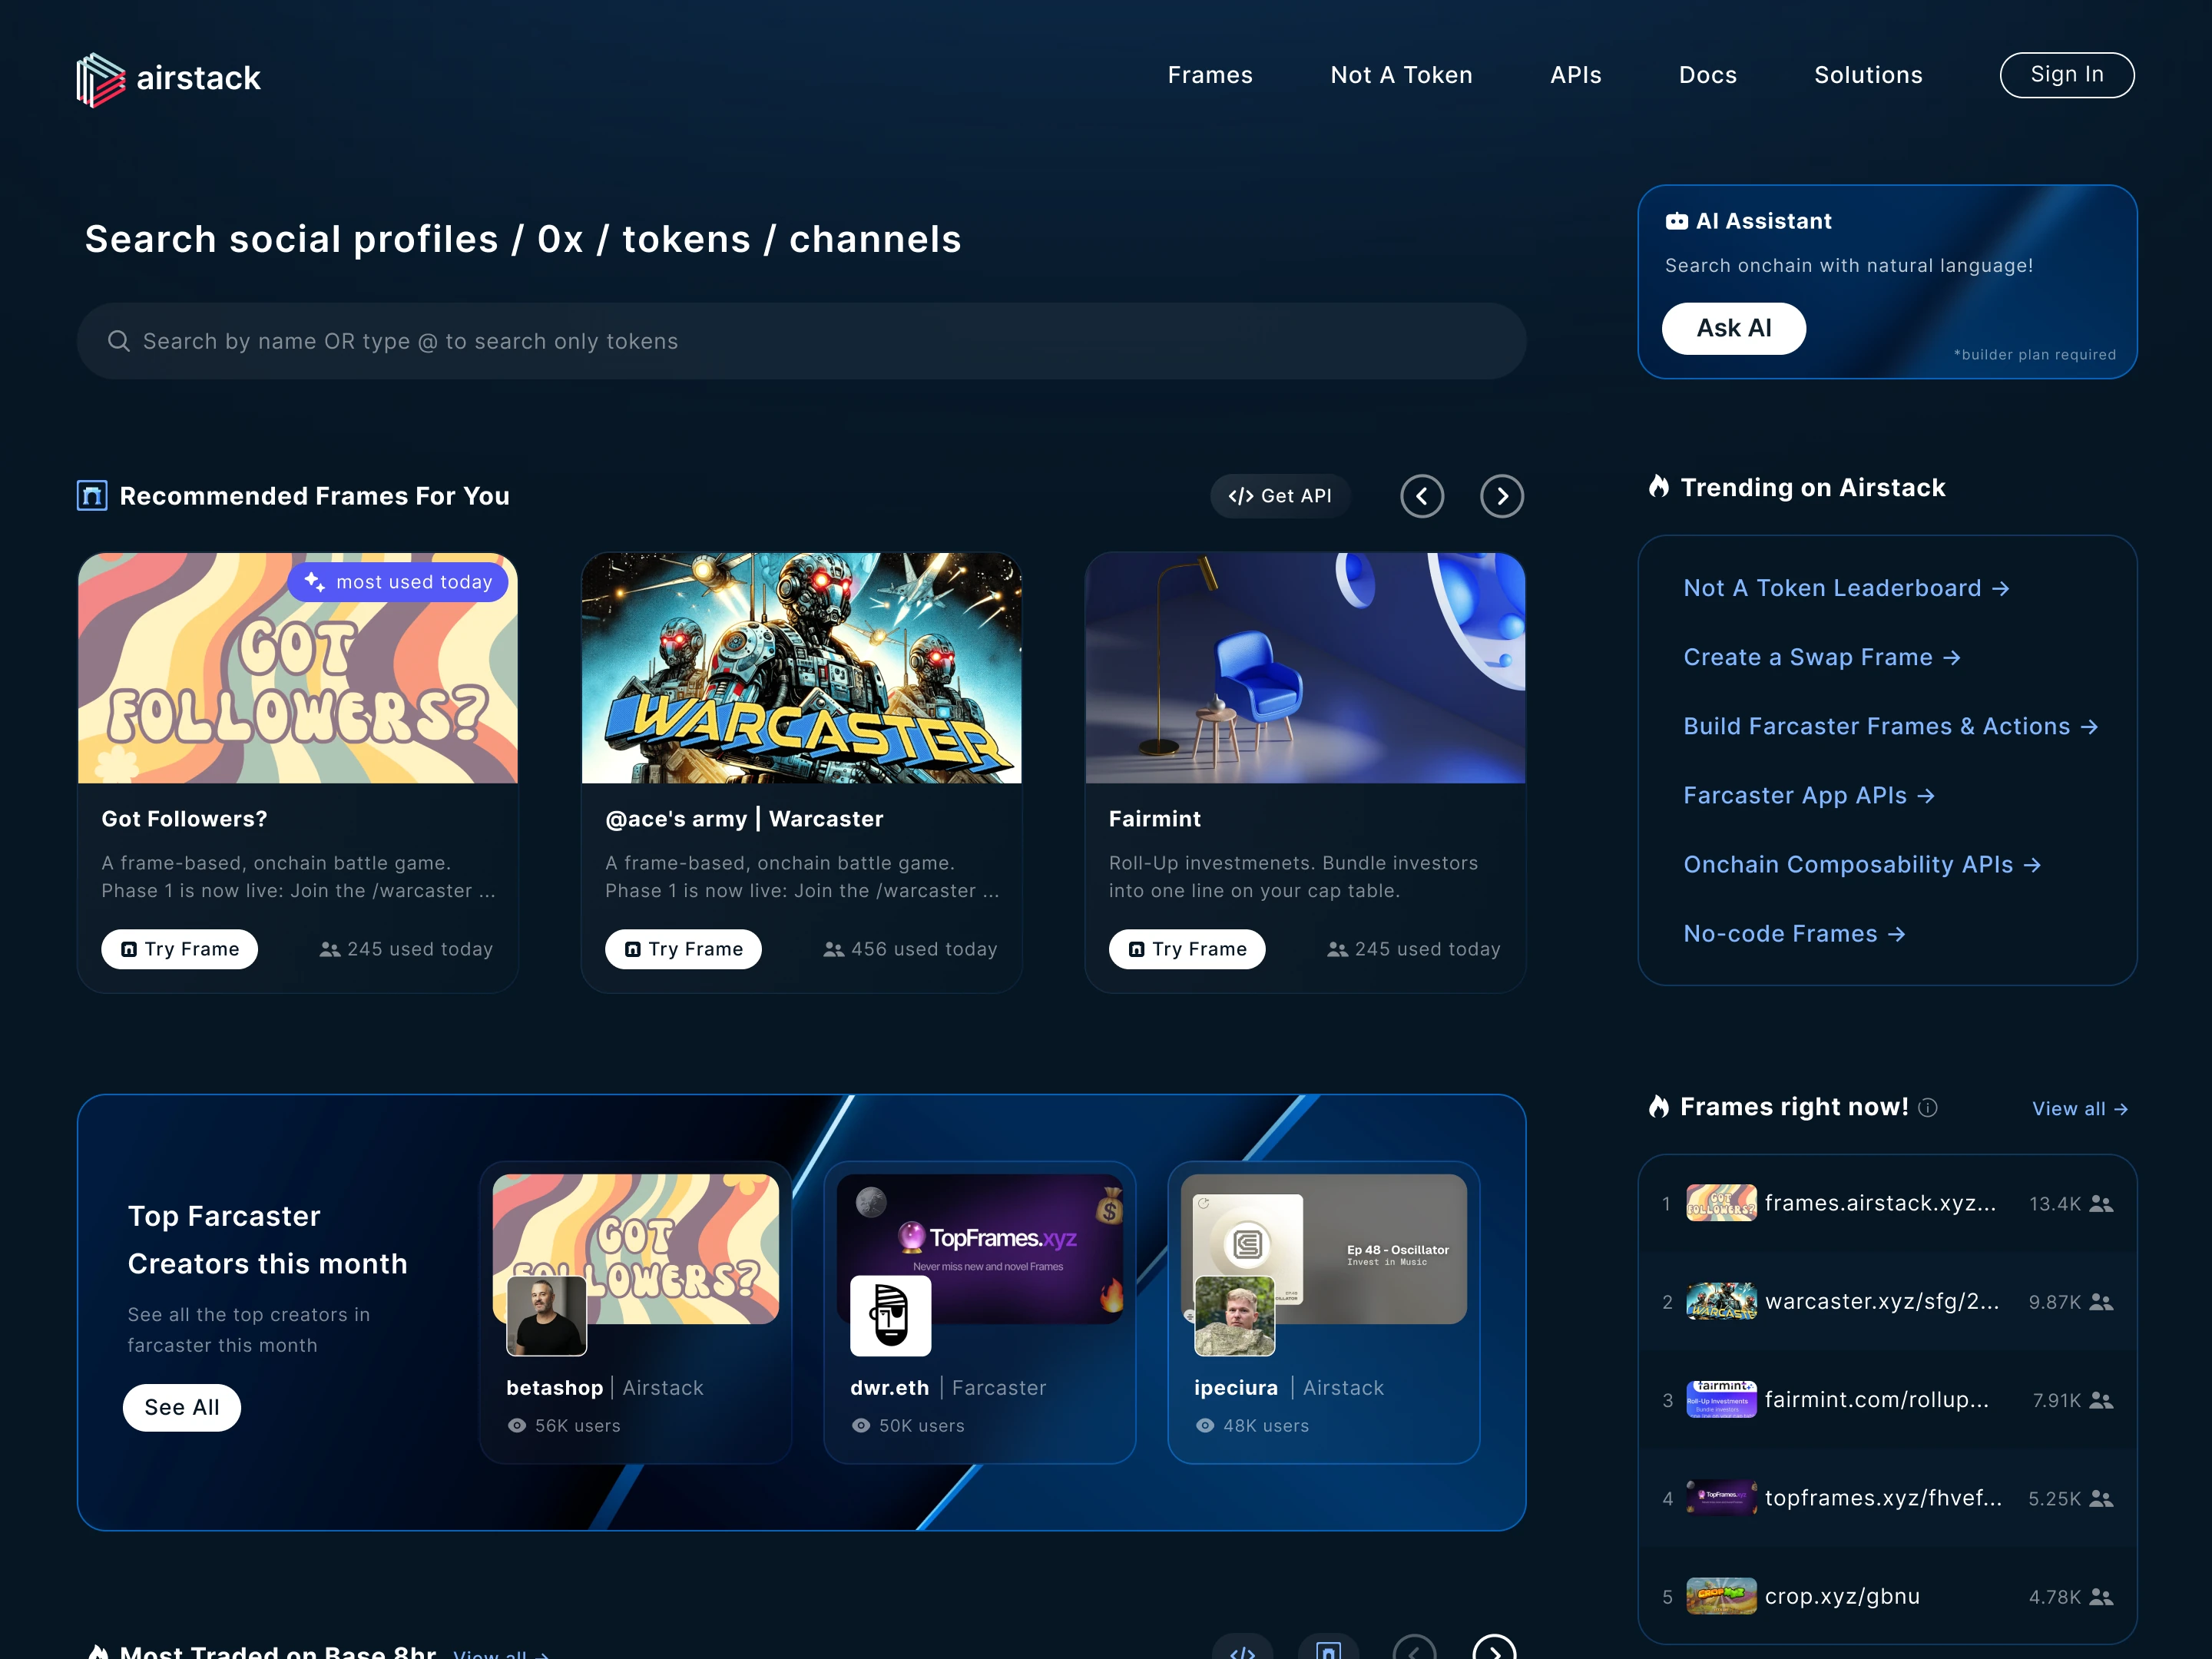 airstack
Frames
Not A Token
APIs
Docs
Solutions
Sign In
Search social profiles / 0x / tokens / channels
Search by name OR type @ to search only tokens
AI Assistant
Search onchain with natural language!
Ask AI
*builder plan required
Recommended Frames For You
</> Get API
most used today
GOT
FOLLOWERS?
Got Followers?
A frame-based, onchain battle game.
Phase 1 is now live: Join the /warcaster ...
Try Frame
245 used today
WARCASTER
@ace's army | Warcaster
A frame-based, onchain battle game.
Phase 1 is now live: Join the /warcaster ...
Try Frame
456 used today
Fairmint
Roll-Up investmenets. Bundle investors
into one line on your cap table.
Try Frame
245 used today
Trending on Airstack
Not A Token Leaderboard →
Create a Swap Frame →
Build Farcaster Frames & Actions →
Farcaster App APIs →
Onchain Composability APIs →
No-code Frames →
Top Farcaster
Creators this month
See all the top creators in
farcaster this month
See All
GOT
FOLLOWERS?
betashop | Airstack
56K users
TopFrames.xyz
Never miss new and novel Frames
dwr.eth | Farcaster
50K users
Ep 48 - Oscillator
Invest in Music
ipeciura | Airstack
48K users
Frames right now!
View all →
1 GOT FOLLOWERS? frames.airstack.xyz... 13.4K
2 WARCASTE warcaster.xyz/sfg/2... 9.87K
3 fairmint. Roll-Up Investments fairmint.com/rollup... 7.91K
4 TopFrames.xyz topframes.xyz/fhvef... 5.25K
5 crop.xyz/gbnu 4.78K
Most Traded on Base 8hr
View all →
</>